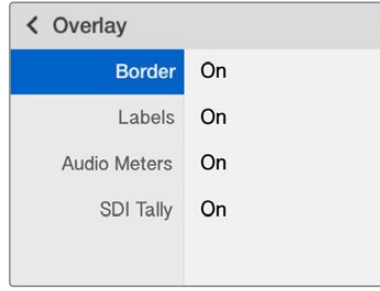 Overlay
Border On
Labels On
Audio Meters On
SDI Tally On